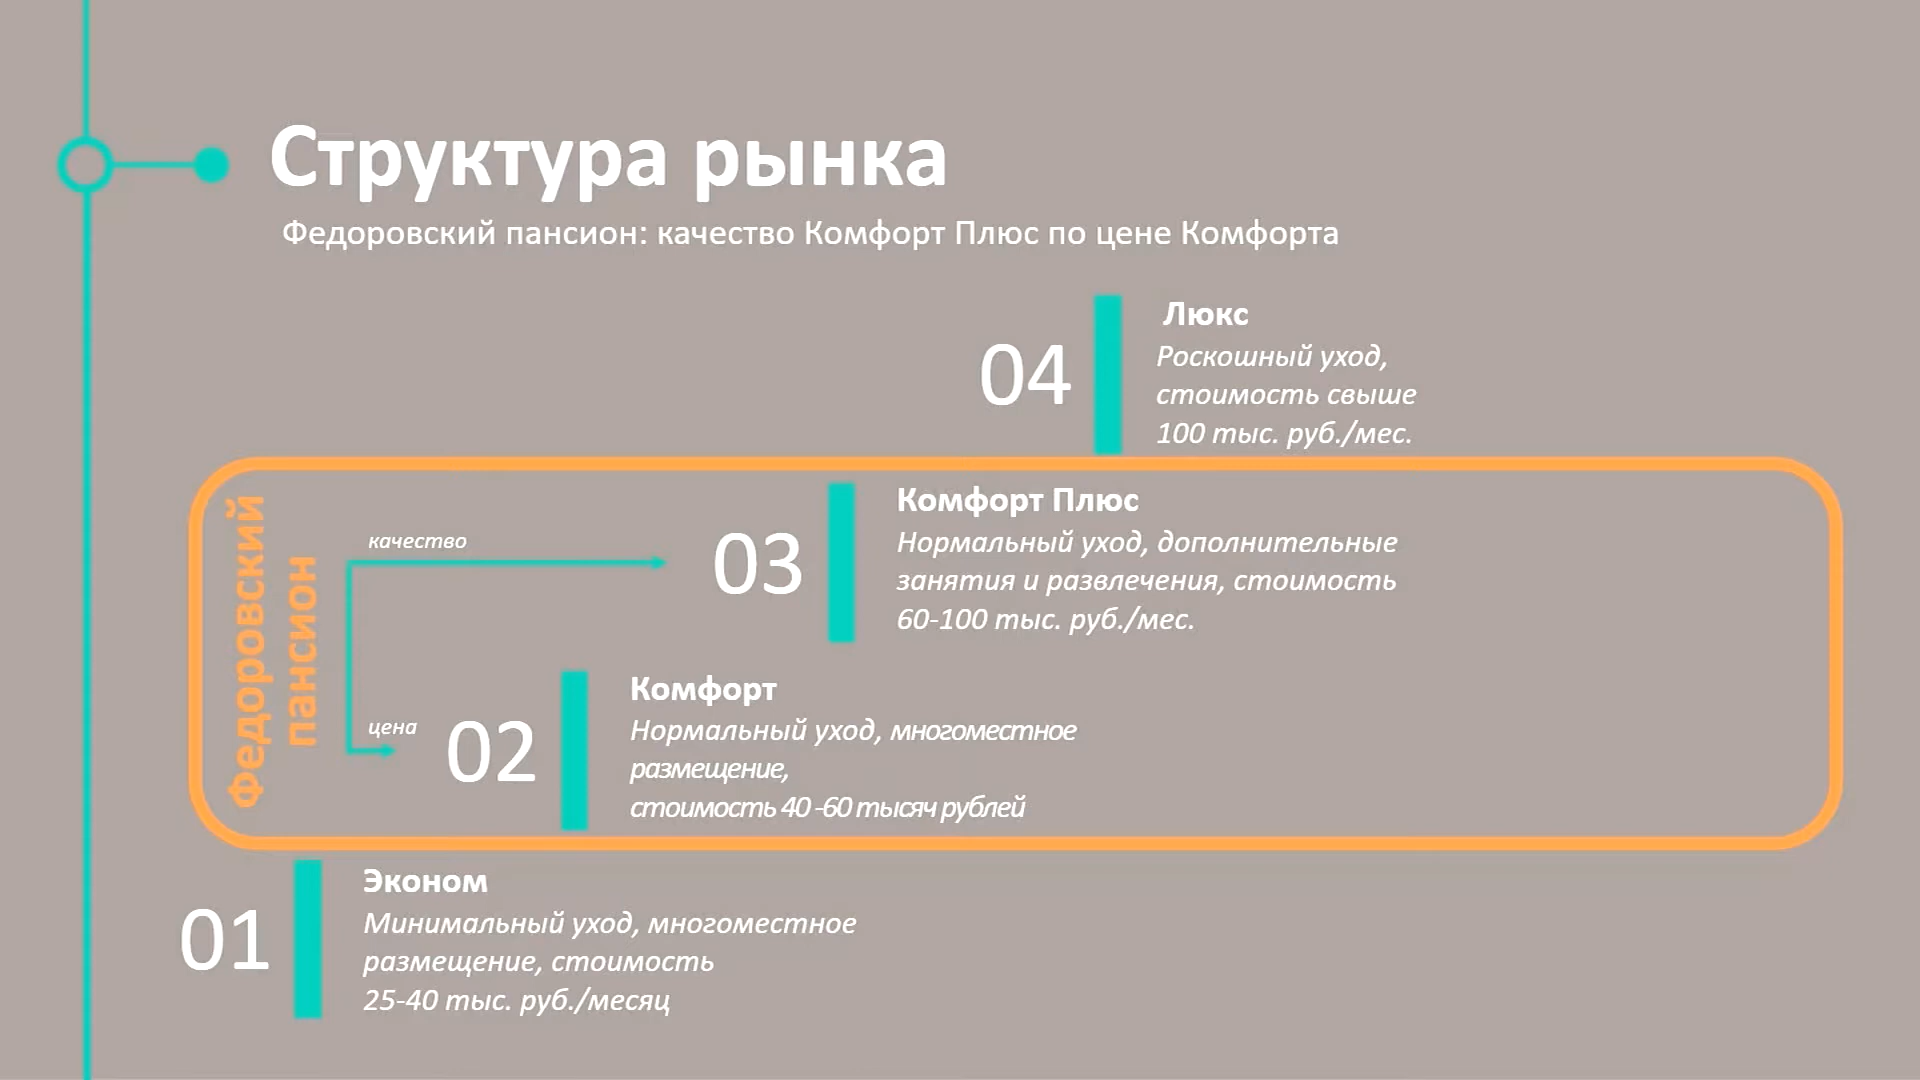 Структура рынка
Федоровский пансион: качество Комфорт Плюс по цене Комфорта
04
Люкс
Роскошный уход,
стоимость свыше
100 тыс. руб./мес.
Федоровский
пансион
качество
03
Комфорт Плюс
Нормальный уход, дополнительные
занятия и развлечения, стоимость
60-100 тыс. руб./мес.
цена
02
Комфорт
Нормальный уход, многоместное
размещение,
стоимость 40 -60 тысяч рублей
01
Эконом
Минимальный уход, многоместное
размещение, стоимость
25-40 тыс. руб./месяц